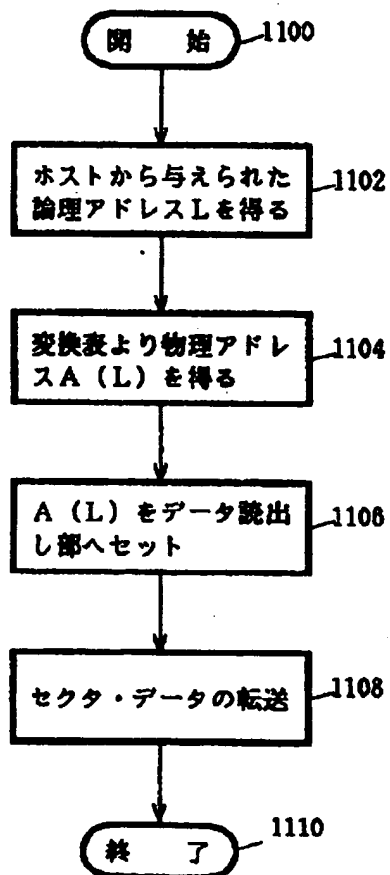 開 始
1100
ホストから与えられた
論理アドレスLを得る
1102
変換表より物理アドレ
スA(L)を得る
1104
A(L)をデータ読出
し部へセット
1106
セクタ・データの転送
1108
終 了
1110